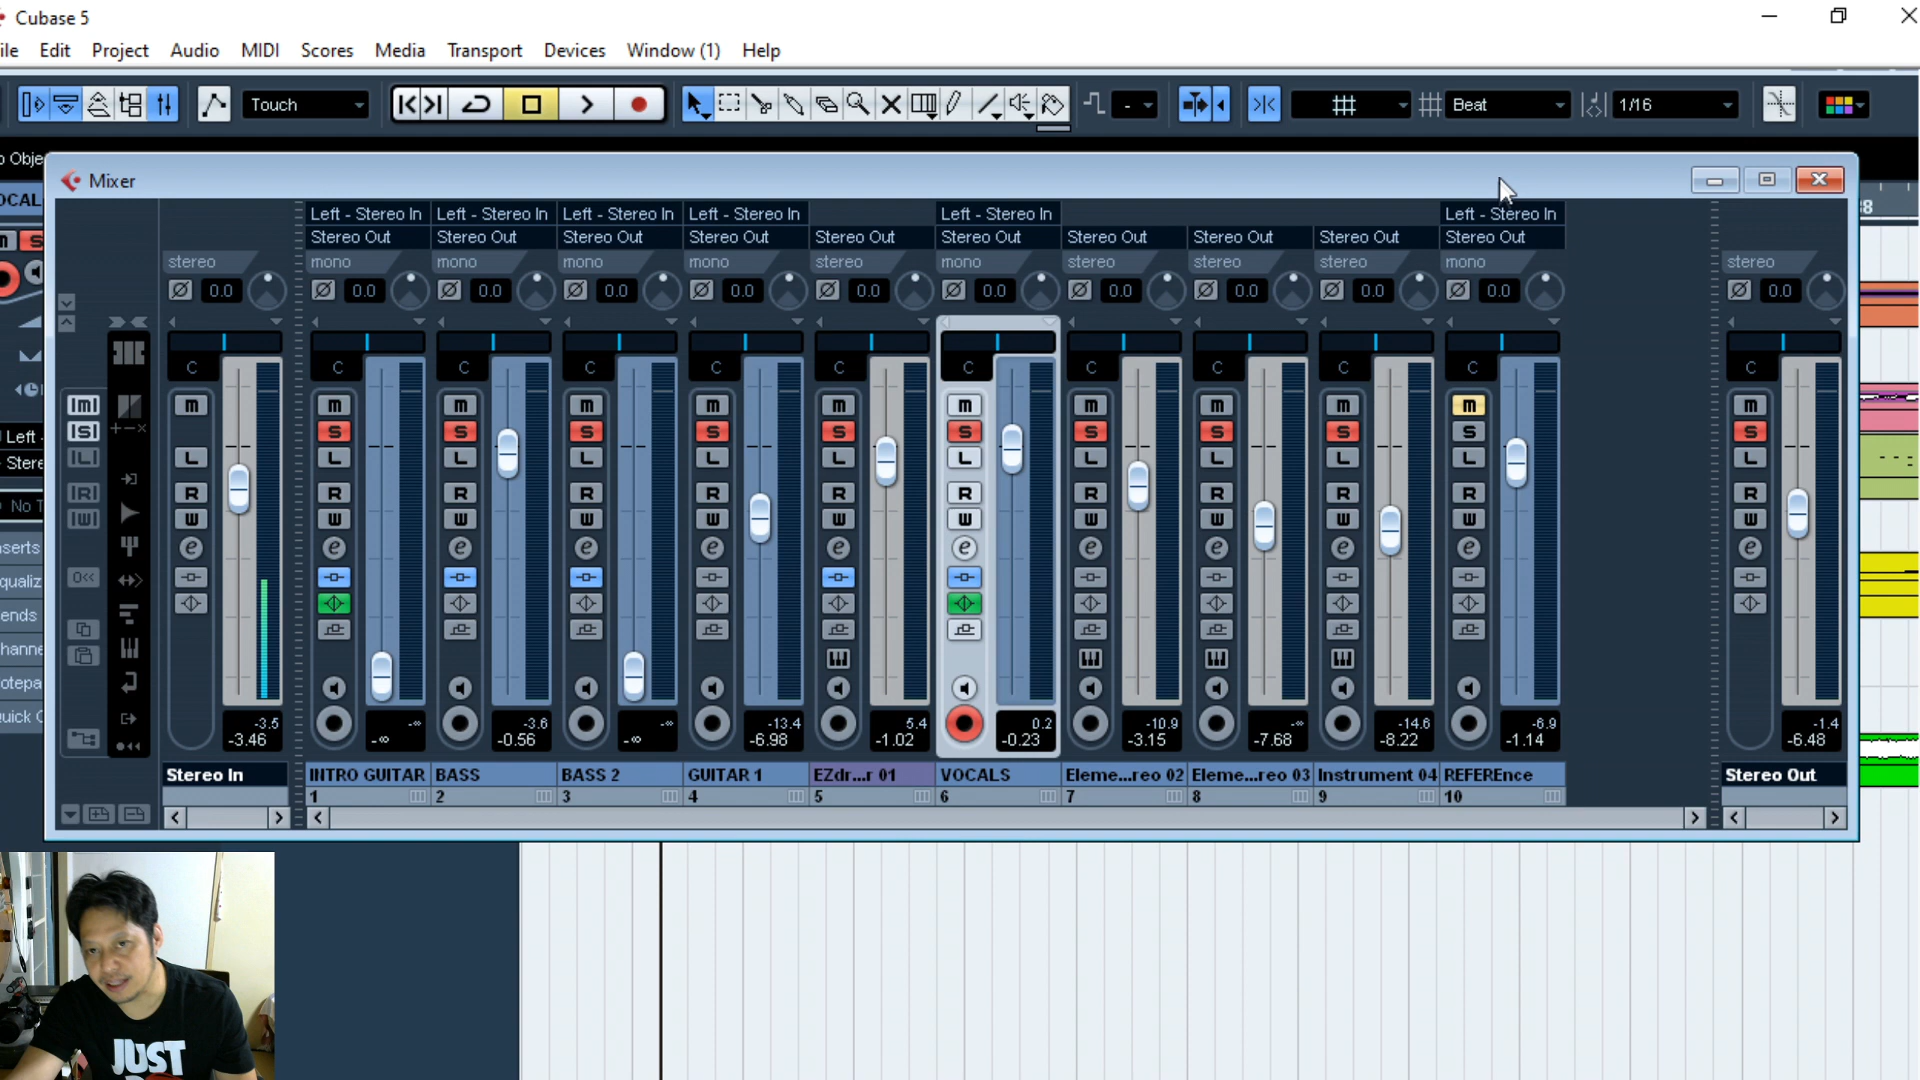 Cubase 5
ile Edit Project Audio MIDI Scores Media Transport Devices Window (1) Help
Touch
-
Beat
1/16
o Obje
Mixer
OCAL
8
Left - Stereo In Left - Stereo In Left - Stereo In Left - Stereo In Left - Stereo In Left - Stereo In
Stereo Out Stereo Out Stereo Out Stereo Out Stereo Out Stereo Out Stereo Out Stereo Out Stereo Out Stereo Out
stereo mono mono mono mono stereo mono stereo stereo stereo mono stereo
0.0 0.0 0.0 0.0 0.0 0.0 0.0 0.0 0.0 0.0 0.0 0.0
C C C C C C C C C C C C
m m m m m m m m m m m m m
S S S S S S S S S S S S
L L L L L L L L L L L L L
R R R R R R R R R R R R R
W W W W W W W W W W W W W
e e e e e e e e e e e e
Left -
Stere
No T
serts
qualiz
ends
hanne
otepa
uick C
-3.5 -∞ -3.6 -∞ -13.4 5.4 0.2 -10.9 -∞ -14.6 -6.9 -1.4
-3.46 -∞ -0.56 -∞ -6.98 -1.02 -0.23 -3.15 -7.68 -8.22 -1.14 -6.48
Stereo In INTRO GUITAR BASS BASS 2 GUITAR 1 EZdr...r 01 VOCALS Eleme...reo 02 Eleme...reo 03 Instrument 04 REFEREnce Stereo Out
1 2 3 4 5 6 7 8 9 10
JUST